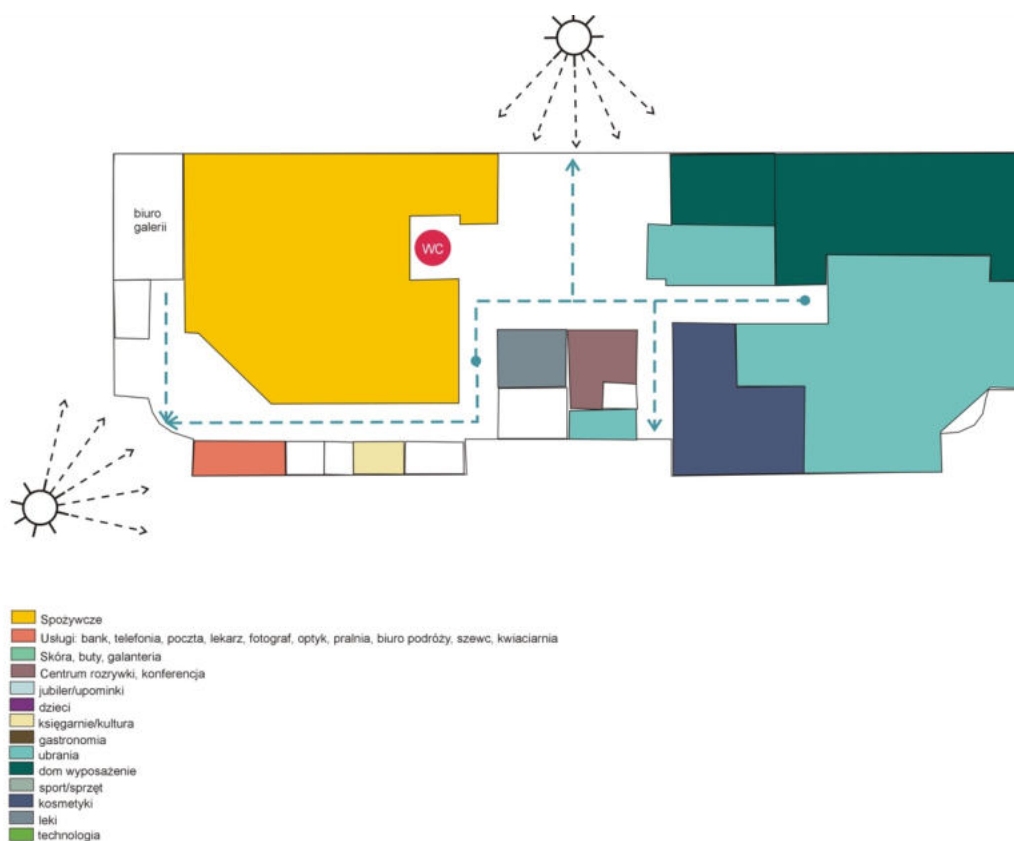 biuro
galerii
WC
Spożywcze
Usługi: bank, telefonia, poczta, lekarz, fotograf, optyk, pralnia, biuro podróży, szewc, kwiaciarnia
Skóra, buty, galanteria
Centrum rozrywki, konferencja
jubiler/upominki
dzieci
księgarnie/kultura
gastronomia
ubrania
dom wyposażenie
sport/sprzęt
kosmetyki
leki
technologia